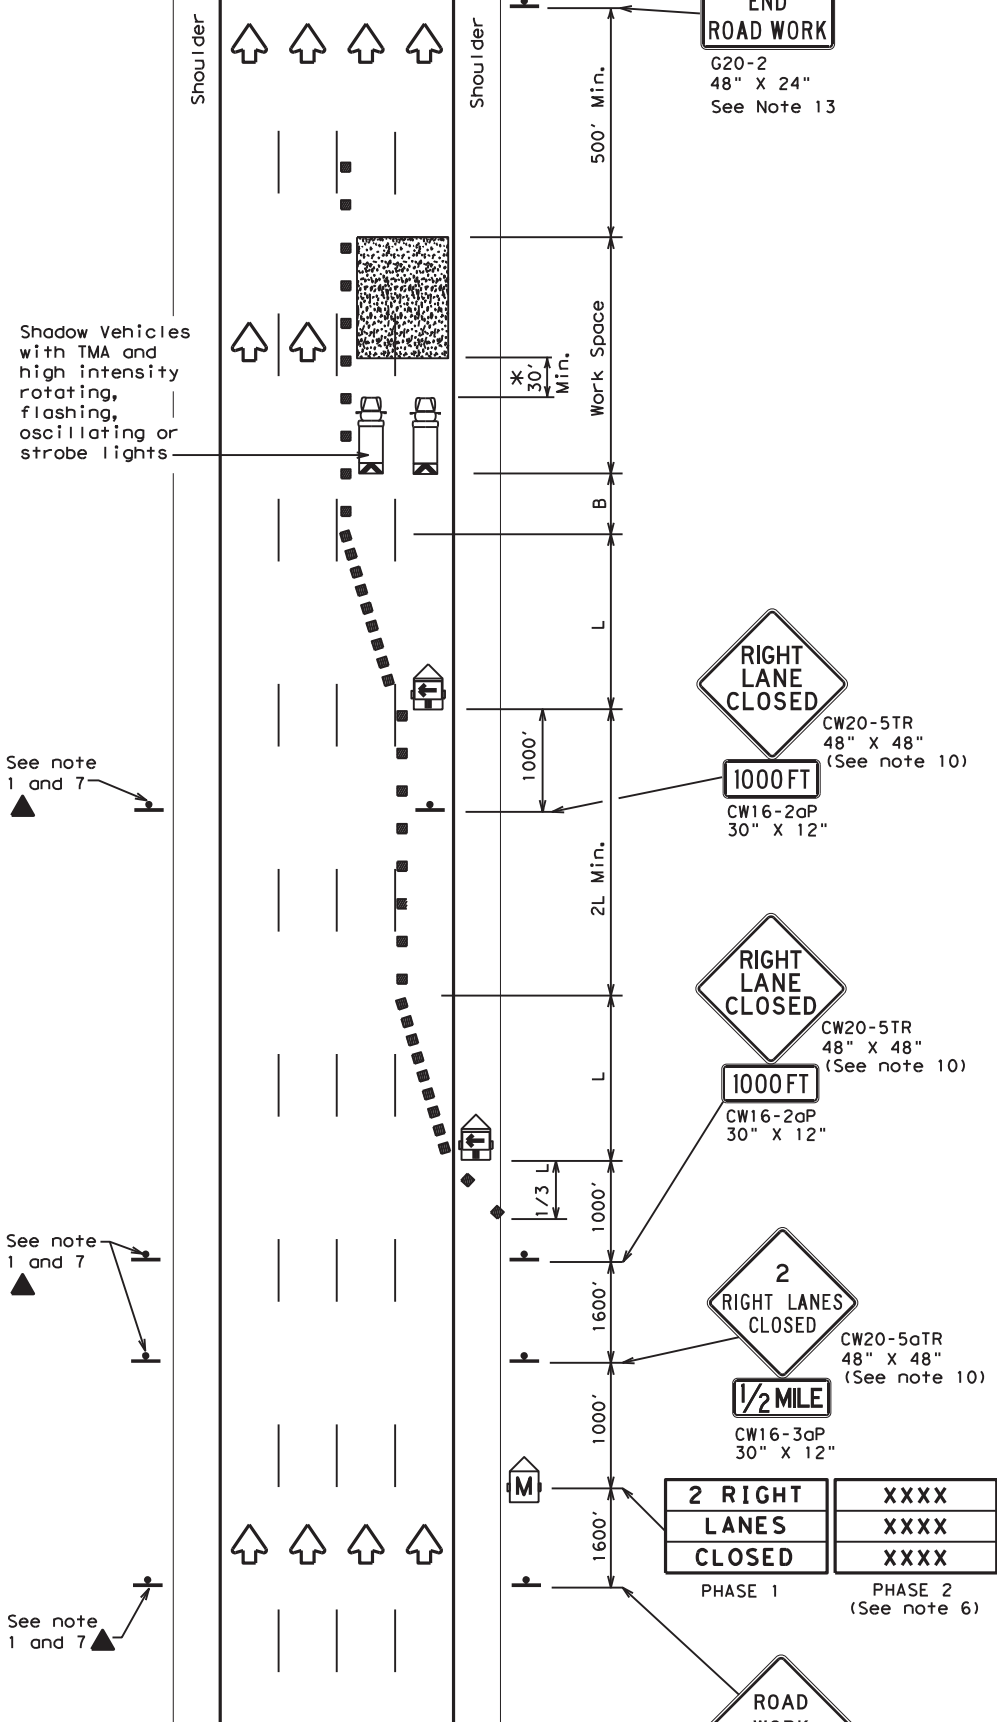 END
ROAD WORK
G20-2
48" X 24"
See Note 13
Shoulder
Shoulder
500' Min.
Shadow Vehicles
with TMA and
high intensity
rotating,
flashing,
oscillating or
strobe lights
* 30'
Min.
Work Space
B
L
RIGHT
LANE
CLOSED
CW20-5TR
48" X 48"
(See note 10)
1000 FT
CW16-2aP
30" X 12"
1000'
See note
1 and 7
2L Min.
RIGHT
LANE
CLOSED
CW20-5TR
48" X 48"
(See note 10)
1000 FT
CW16-2aP
30" X 12"
L
1/3 L
1000'
See note
1 and 7
1600'
2
RIGHT LANES
CLOSED
CW20-5aTR
48" X 48"
(See note 10)
1/2 MILE
CW16-3aP
30" X 12"
1000'
M
2 RIGHT
LANES
CLOSED
PHASE 1
XXXX
XXXX
XXXX
PHASE 2
(See note 6)
1600'
See note
1 and 7
ROAD